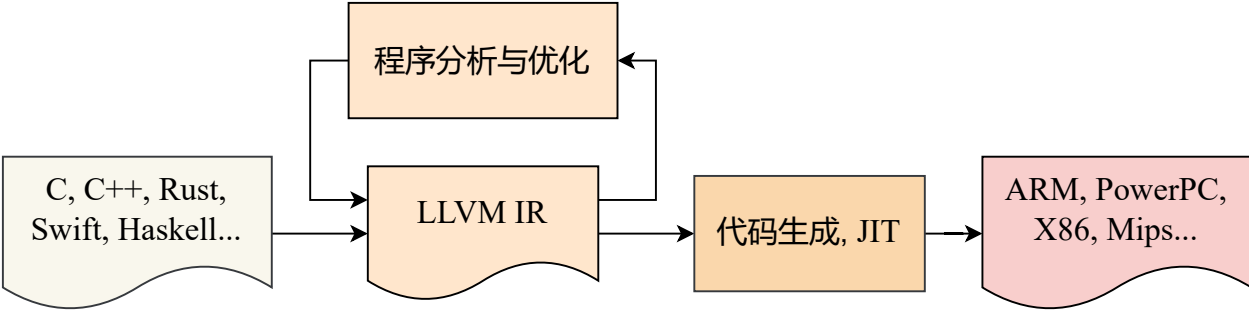 程序分析与优化
C, C++, Rust,
Swift, Haskell...
LLVM IR
代码生成, JIT
ARM, PowerPC,
X86, Mips...